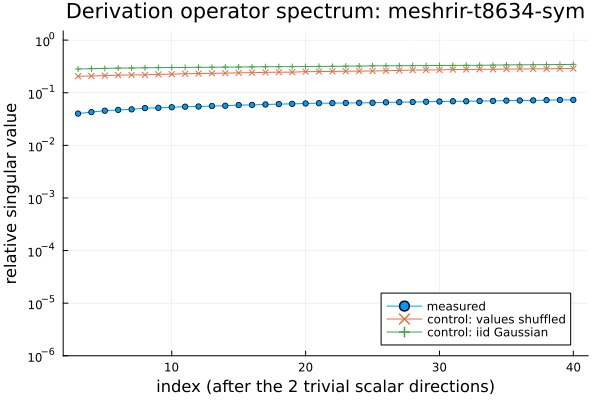 Derivation operator spectrum: meshrir-t8634-sym
relative singular value
10⁰
10⁻¹
10⁻²
10⁻³
10⁻⁴
10⁻⁵
10⁻⁶
measured
control: values shuffled
control: iid Gaussian
10
20
30
40
index (after the 2 trivial scalar directions)